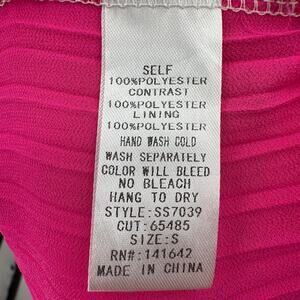 SELF
100%POLYESTER
CONTRAST
100%POLYESTER
LINING
100%POLYESTER
HAND WASH COLD
WASH SEPARATELY
COLOR WILL BLEED
NO BLEACH
HANG TO DRY
STYLE:SS7039
CUT:65485
SIZE:S
RN#:141642
MADE IN CHINA